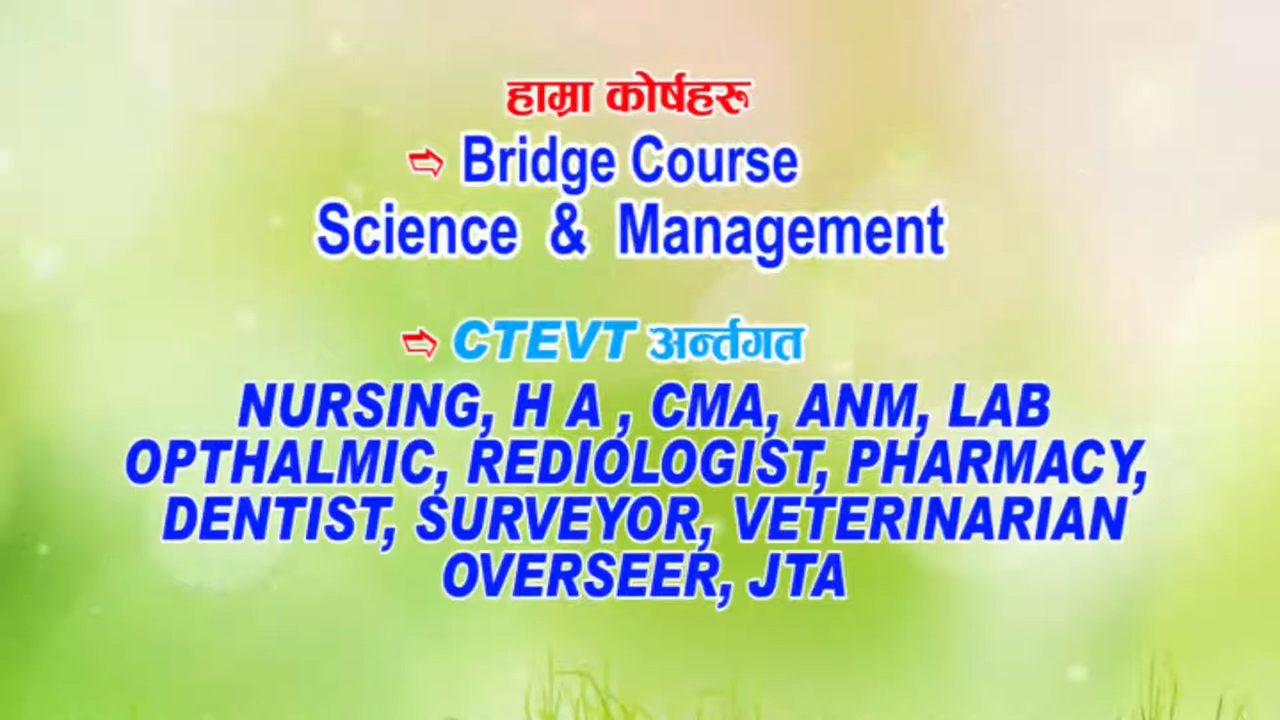 हाम्रा कोर्षहरू
➩ Bridge Course
Science & Management
➩ CTEVT अर्न्तगत
NURSING, H A , CMA, ANM, LAB
OPTHALMIC, REDIOLOGIST, PHARMACY,
DENTIST, SURVEYOR, VETERINARIAN
OVERSEER, JTA